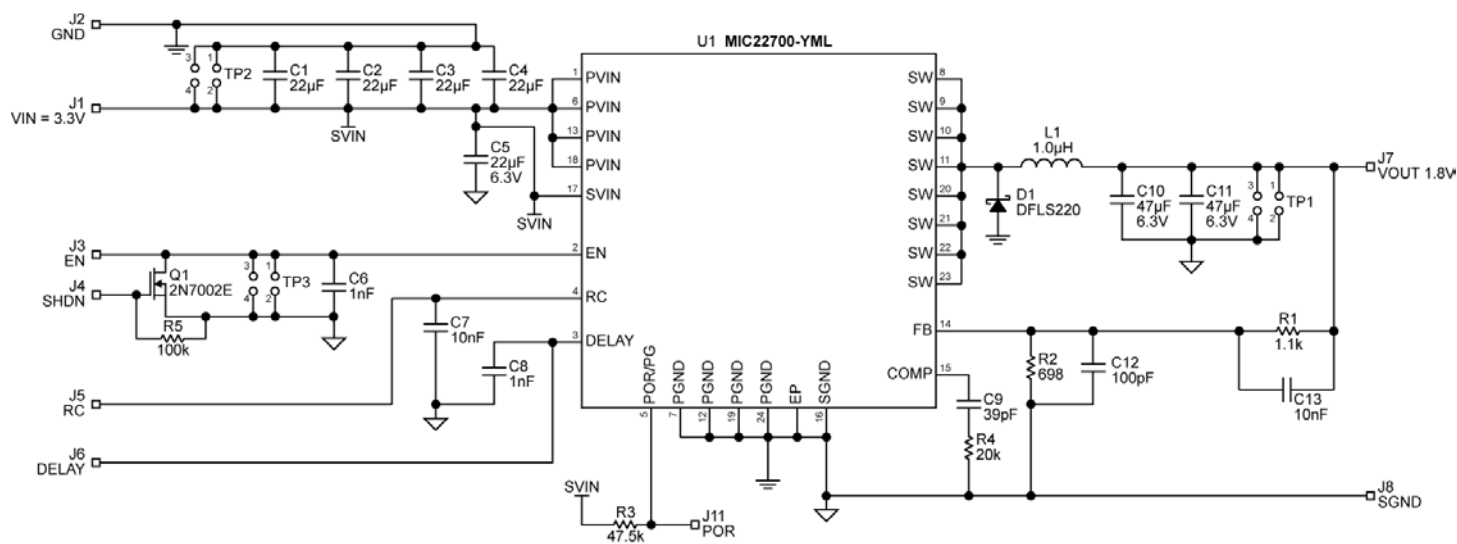 J2
GND
U1 MIC22700-YML
3
1
TP2
4
2
C1
22µF
C2
22µF
C3
22µF
C4
22µF
J1
VIN = 3.3V
SVIN
C5
22µF
6.3V
SVIN
1
PVIN
6
PVIN
13
PVIN
18
PVIN
17
SVIN
SW
8
SW
9
SW
10
SW
11
SW
20
SW
21
SW
22
SW
23
L1
1.0µH
D1
DFLS220
C10
47µF
6.3V
C11
47µF
6.3V
3
1
TP1
4
2
J7
VOUT 1.8V
J3
EN
J4
SHDN
Q1
2N7002E
R5
100k
3
1
TP3
4
2
C6
1nF
2
EN
4
RC
3
DELAY
C7
10nF
C8
1nF
J5
RC
J6
DELAY
FB
14
COMP
15
R1
1.1k
R2
698
C12
100pF
C13
10nF
C9
39pF
R4
20k
POR/PG
PGND
PGND
PGND
PGND
EP
SGND
5
7
12
19
24
16
SVIN
R3
47.5k
J11
POR
J8
SGND